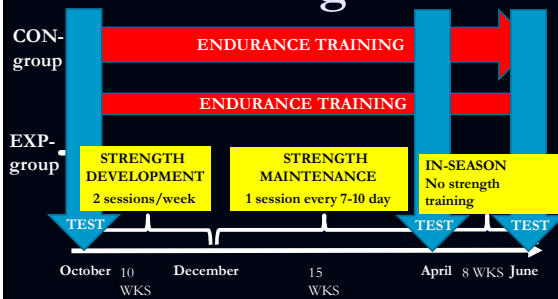 g
CON-
group
ENDURANCE TRAINING
ENDURANCE TRAINING
EXP-
group
STRENGTH
DEVELOPMENT
2 sessions/week
STRENGTH
MAINTENANCE
1 session every 7-10 day
IN-SEASON
No strength
training
TEST
TEST
TEST
October
10
WKS
December
15
WKS
April
8 WKS
June